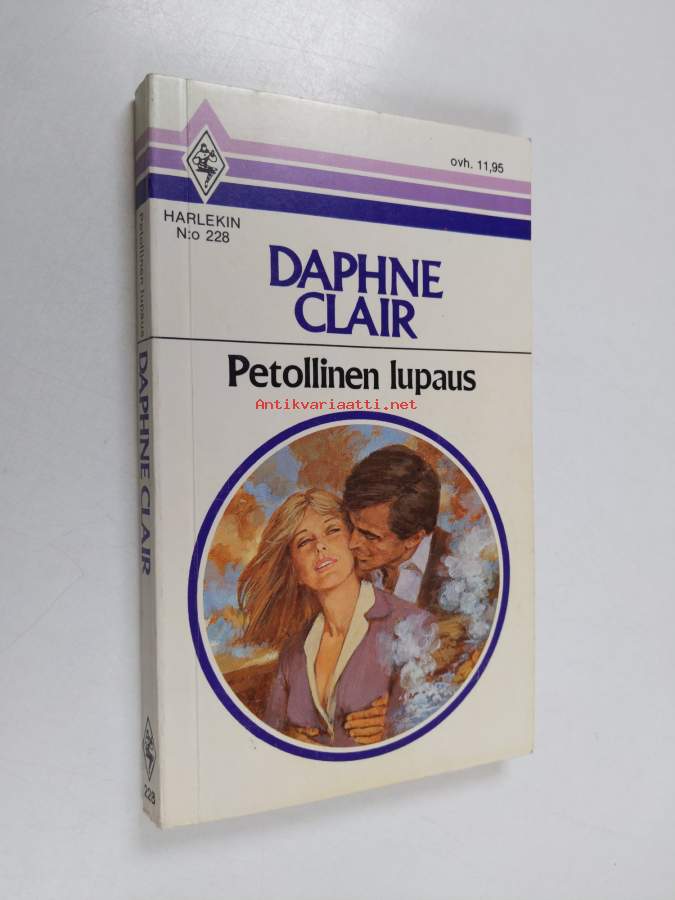 ovh. 11,95
HARLEKIN
N:o 228
DAPHNE
CLAIR
Petollinen lupaus
Antikvariaatti.net
Petollinen lupaus
DAPHNE CLAIR
228